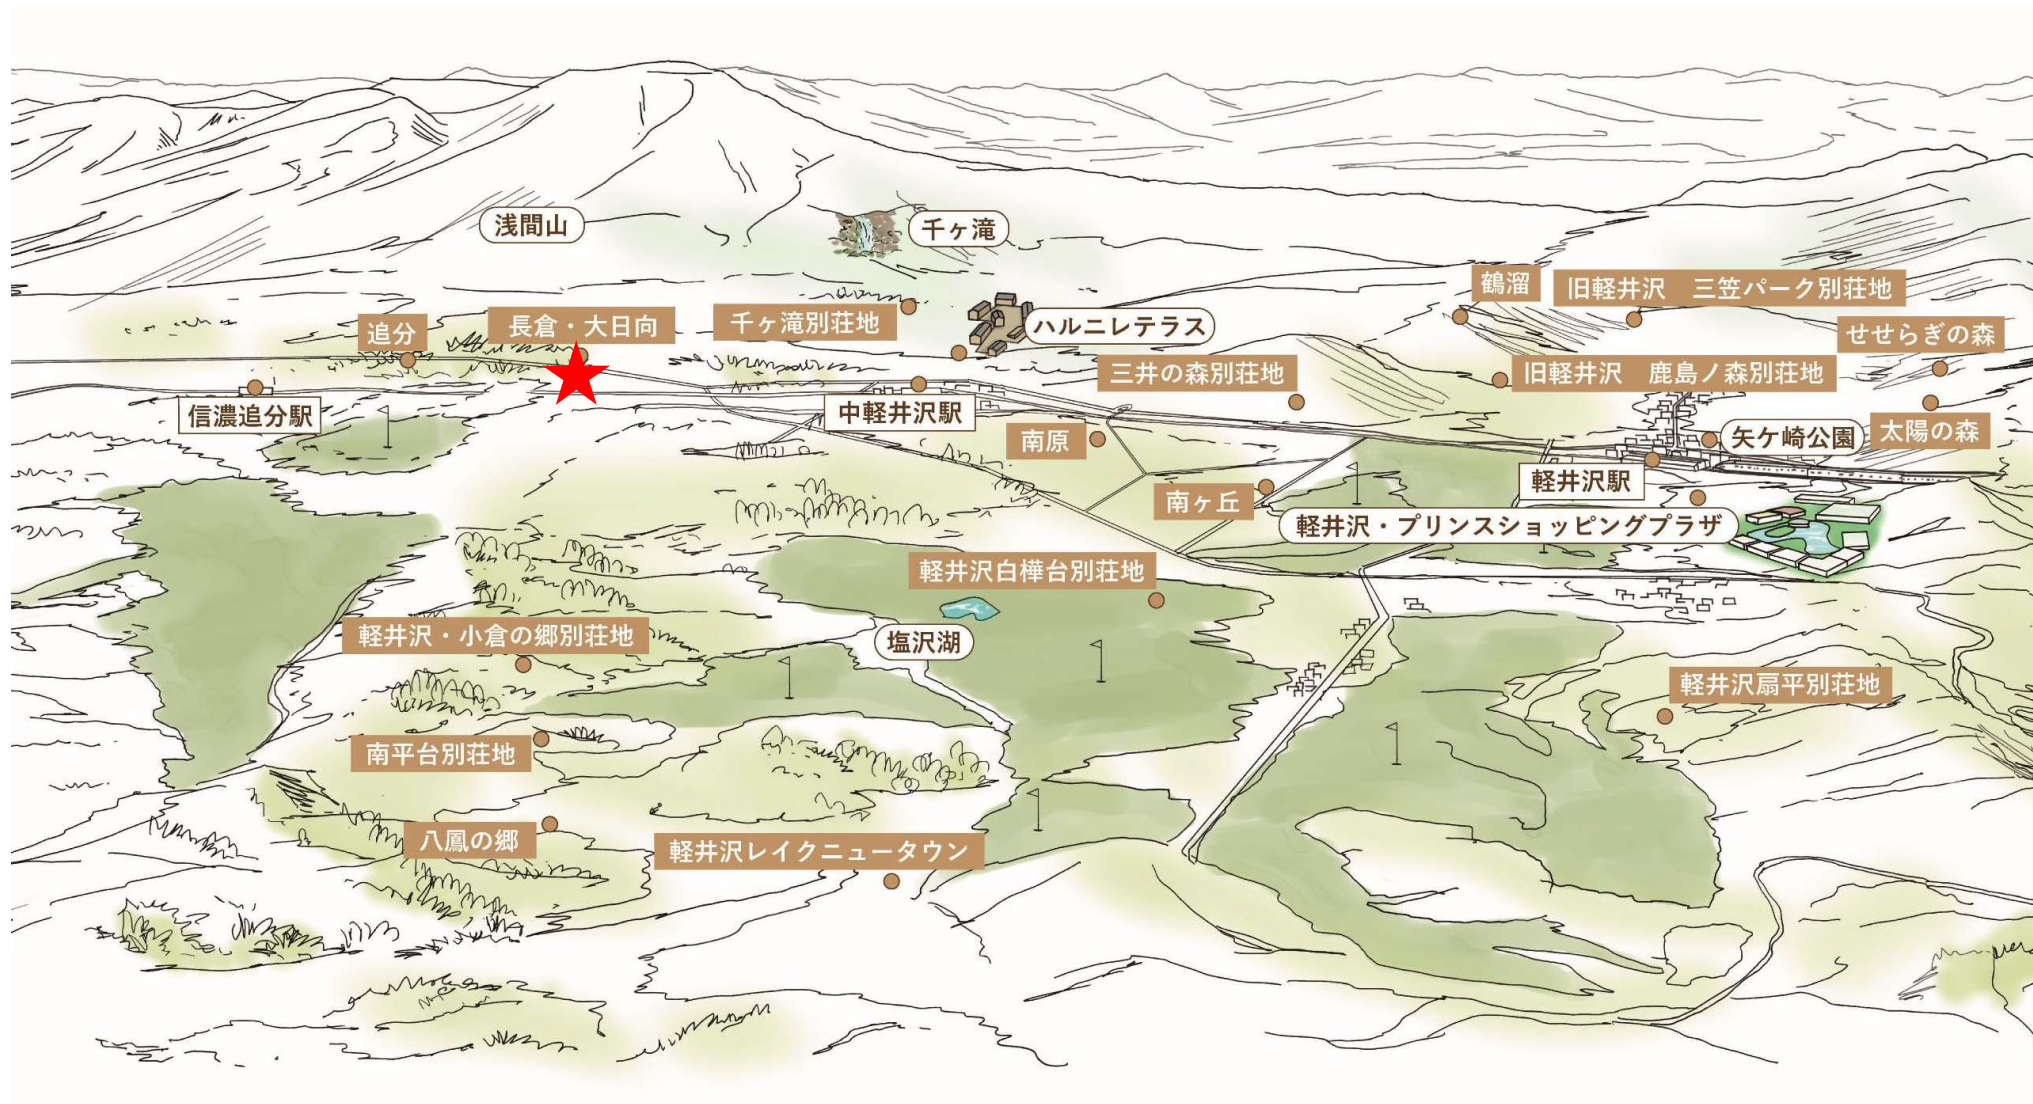 浅間山
千ヶ滝
鶴溜
旧軽井沢　三笠パーク別荘地
追分
長倉・大日向
千ヶ滝別荘地
ハルニレテラス
せせらぎの森
三井の森別荘地
旧軽井沢　鹿島ノ森別荘地
信濃追分駅
中軽井沢駅
南原
矢ケ崎公園
太陽の森
軽井沢駅
南ヶ丘
軽井沢・プリンスショッピングプラザ
軽井沢白樺台別荘地
軽井沢・小倉の郷別荘地
塩沢湖
軽井沢扇平別荘地
南平台別荘地
八鳳の郷
軽井沢レイクニュータウン